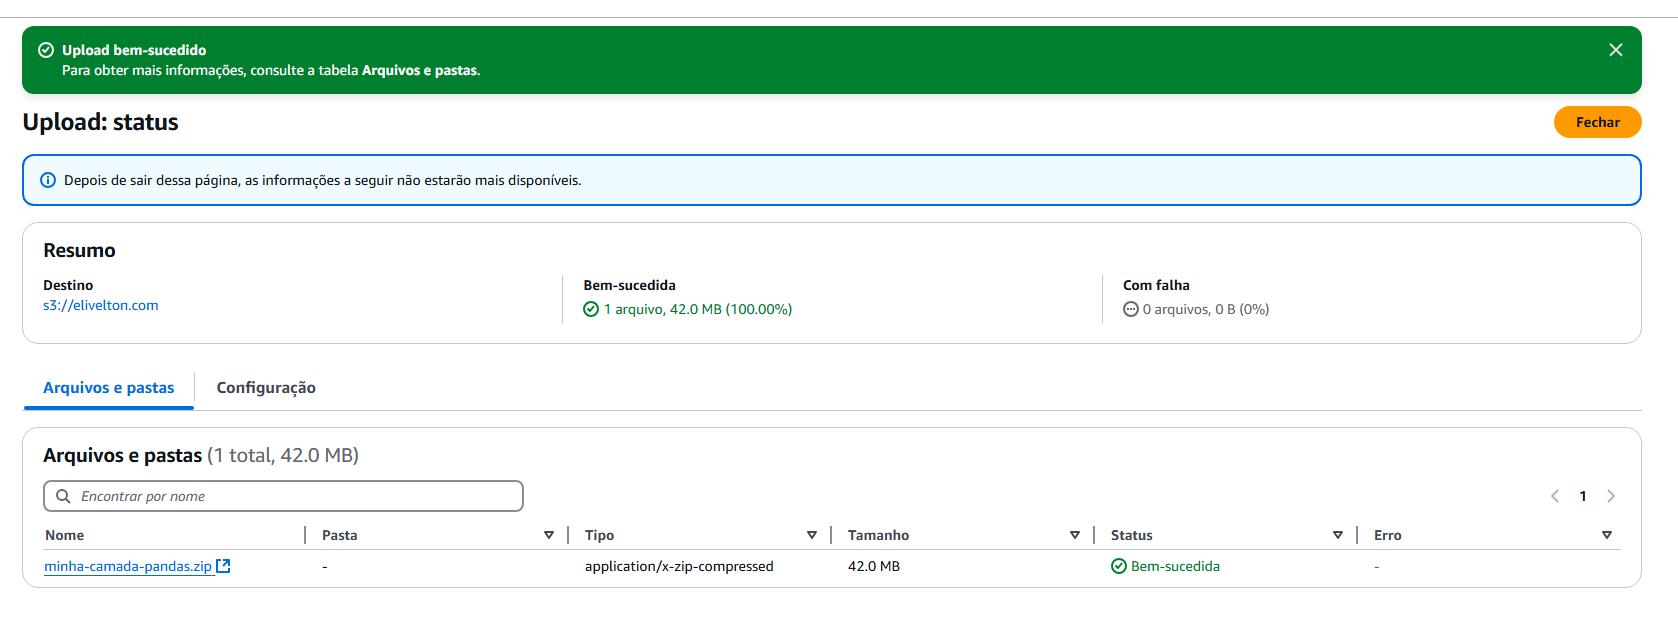 Upload bem-sucedido
Para obter mais informações, consulte a tabela Arquivos e pastas.
Upload: status
Fechar
Depois de sair dessa página, as informações a seguir não estarão mais disponíveis.
Resumo
Destino
s3://elivelton.com
Bem-sucedida
1 arquivo, 42.0 MB (100.00%)
Com falha
0 arquivos, 0 B (0%)
Arquivos e pastas
Configuração
Arquivos e pastas (1 total, 42.0 MB)
Encontrar por nome
1
Nome Pasta Tipo Tamanho Status Erro
minha-camada-pandas.zip - application/x-zip-compressed 42.0 MB Bem-sucedida -